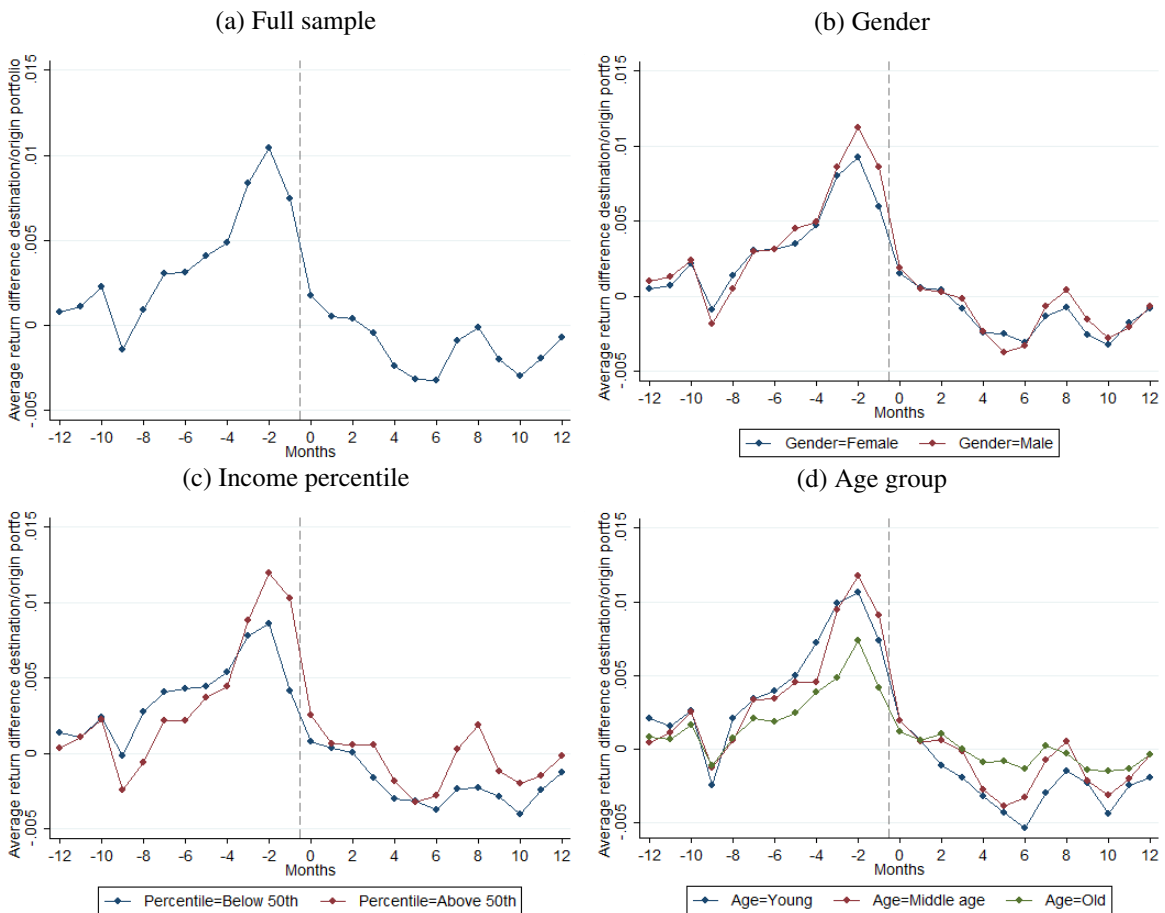 (a) Full sample
Average return difference destination/origin portfolio
-.005 0 .005 .01 .015
-12 -10 -8 -6 -4 -2 0 2 4 6 8 10 12
Months
(b) Gender
Average return difference destination/origin portfo
-.005 0 .005 .01 .015
-12 -10 -8 -6 -4 -2 0 2 4 6 8 10 12
Months
Gender=Female Gender=Male
(c) Income percentile
Average return difference destination/origin portfo
-.005 0 .005 .01 .015
-12 -10 -8 -6 -4 -2 0 2 4 6 8 10 12
Months
Percentile=Below 50th Percentile=Above 50th
(d) Age group
Average return difference destination/origin portfo
-.005 0 .005 .01 .015
-12 -10 -8 -6 -4 -2 0 2 4 6 8 10 12
Months
Age=Young Age=Middle age Age=Old